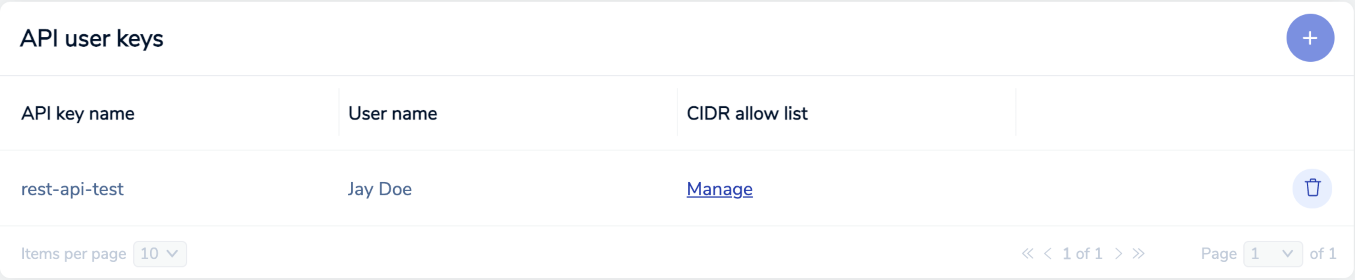 API user keys
API key name User name CIDR allow list
rest-api-test Jay Doe Manage
Items per page 10 1 of 1 Page 1 of 1